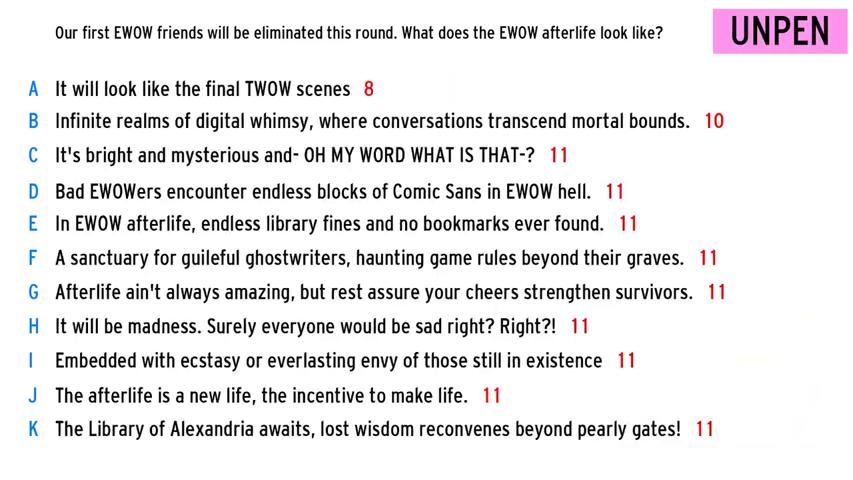 Our first EWOW friends will be eliminated this round. What does the EWOW afterlife look like?
UNPEN
A It will look like the final TWOW scenes 8
B Infinite realms of digital whimsy, where conversations transcend mortal bounds. 10
C It's bright and mysterious and- OH MY WORD WHAT IS THAT-? 11
D Bad EWOWers encounter endless blocks of Comic Sans in EWOW hell. 11
E In EWOW afterlife, endless library fines and no bookmarks ever found. 11
F A sanctuary for guileful ghostwriters, haunting game rules beyond their graves. 11
G Afterlife ain't always amazing, but rest assure your cheers strengthen survivors. 11
H It will be madness. Surely everyone would be sad right? Right?! 11
I Embedded with ecstasy or everlasting envy of those still in existence 11
J The afterlife is a new life, the incentive to make life. 11
K The Library of Alexandria awaits, lost wisdom reconvenes beyond pearly gates! 11